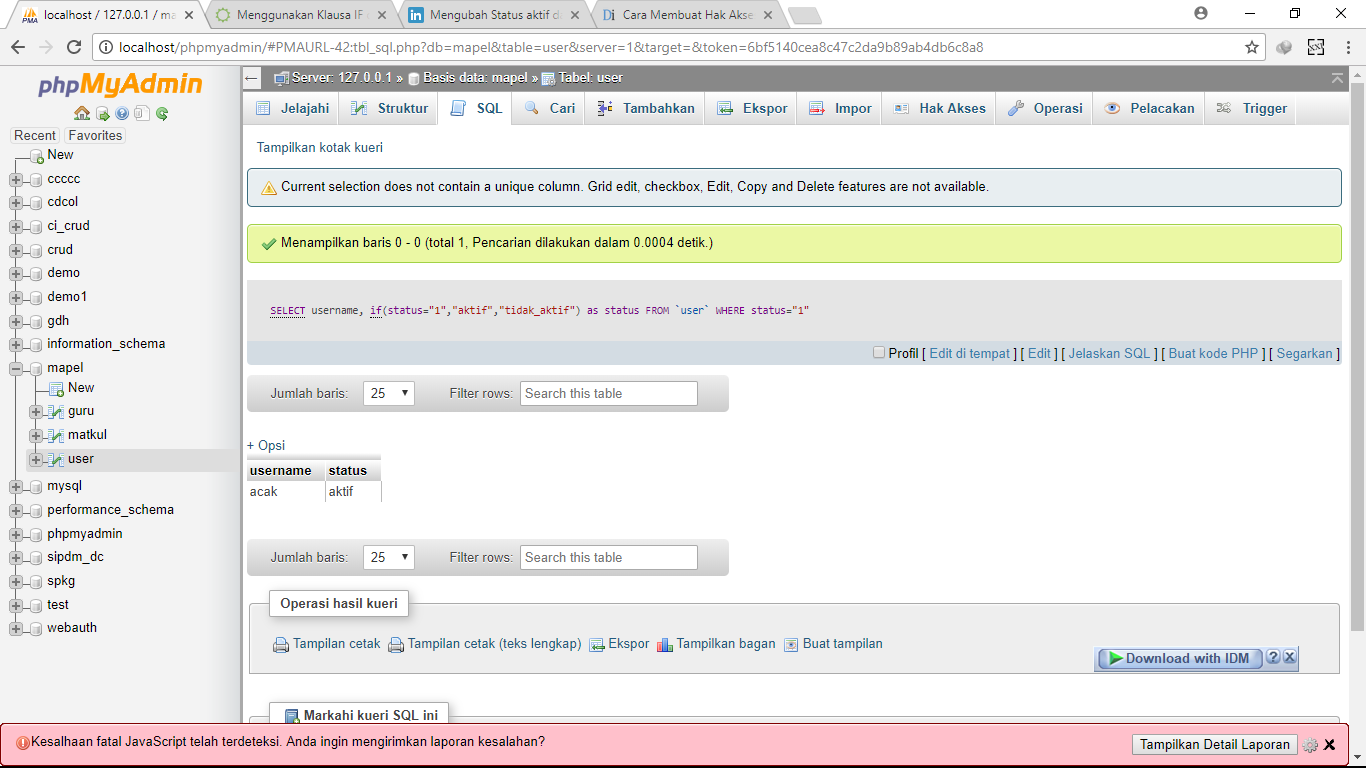 localhost / 127.0.0.1 / ma
Menggunakan Klausa IF
Mengubah Status aktif d
Cara Membuat Hak Akse
localhost/phpmyadmin/#PMAURL-42:tbl_sql.php?db=mapel&table=user&server=1&target=&token=6bf5140cea8c47c2da9b89ab4db6c8a8
phpMyAdmin
Recent Favorites
New
ccccc
cdcol
ci_crud
crud
demo
demo1
gdh
information_schema
mapel
New
guru
matkul
user
mysql
performance_schema
phpmyadmin
sipdm_dc
spkg
test
webauth
Server: 127.0.0.1 » Basis data: mapel » Tabel: user
Jelajahi Struktur SQL Cari Tambahkan Ekspor Impor Hak Akses Operasi Pelacakan Trigger
Tampilkan kotak kueri
Current selection does not contain a unique column. Grid edit, checkbox, Edit, Copy and Delete features are not available.
Menampilkan baris 0 - 0 (total 1, Pencarian dilakukan dalam 0.0004 detik.)
SELECT username, if(status="1","aktif","tidak_aktif") as status FROM `user` WHERE status="1"
Profil [ Edit di tempat ] [ Edit ] [ Jelaskan SQL ] [ Buat kode PHP ] [ Segarkan ]
Jumlah baris: 25 Filter rows: Search this table
+ Opsi
username status
acak aktif
Jumlah baris: 25 Filter rows: Search this table
Operasi hasil kueri
Tampilan cetak Tampilan cetak (teks lengkap) Ekspor Tampilkan bagan Buat tampilan
Download with IDM ? X
Markahi kueri SQL ini
Kesalhaan fatal JavaScript telah terdeteksi. Anda ingin mengirimkan laporan kesalahan?
Tampilkan Detail Laporan